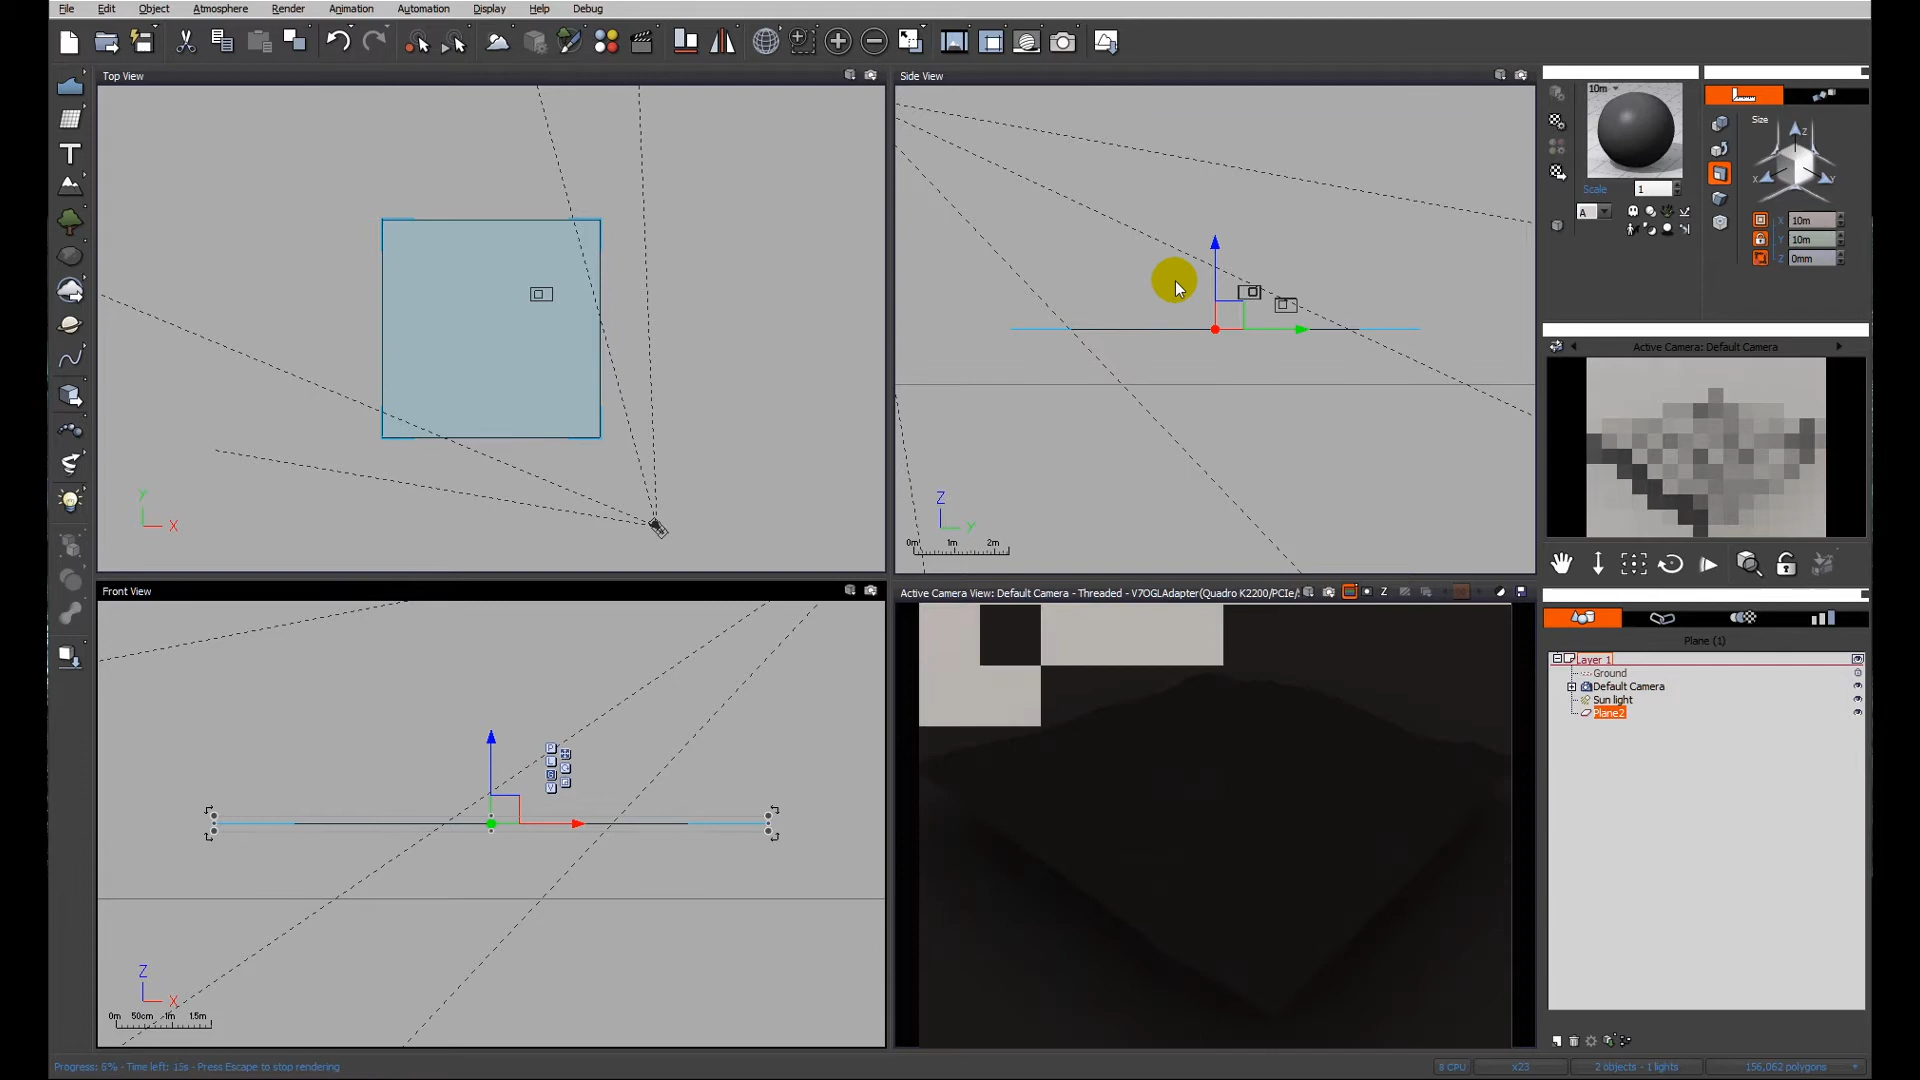 File Edit Object Atmosphere Render Animation Automation Display Help Debug
Top View
Side View
10m
Scale 1
A
Size
Z
X Y
X 10m
Y 10m
Z 0mm
Active Camera: Default Camera
Y
X
Z
Y
0m 1m 2m
Front View
Active Camera View: Default Camera - Threaded - V7OGLAdapter(Quadro K2200/PCIe/
Z
Plane (1)
Layer 1
Ground
Default Camera
Sun light
Plane2
P
L
B
V
Z
X
0m 50cm 1m 1.5m
Progress: 6% - Time left: 15s - Press Escape to stop rendering
8 CPU x23 2 objects - 1 lights 156,062 polygons